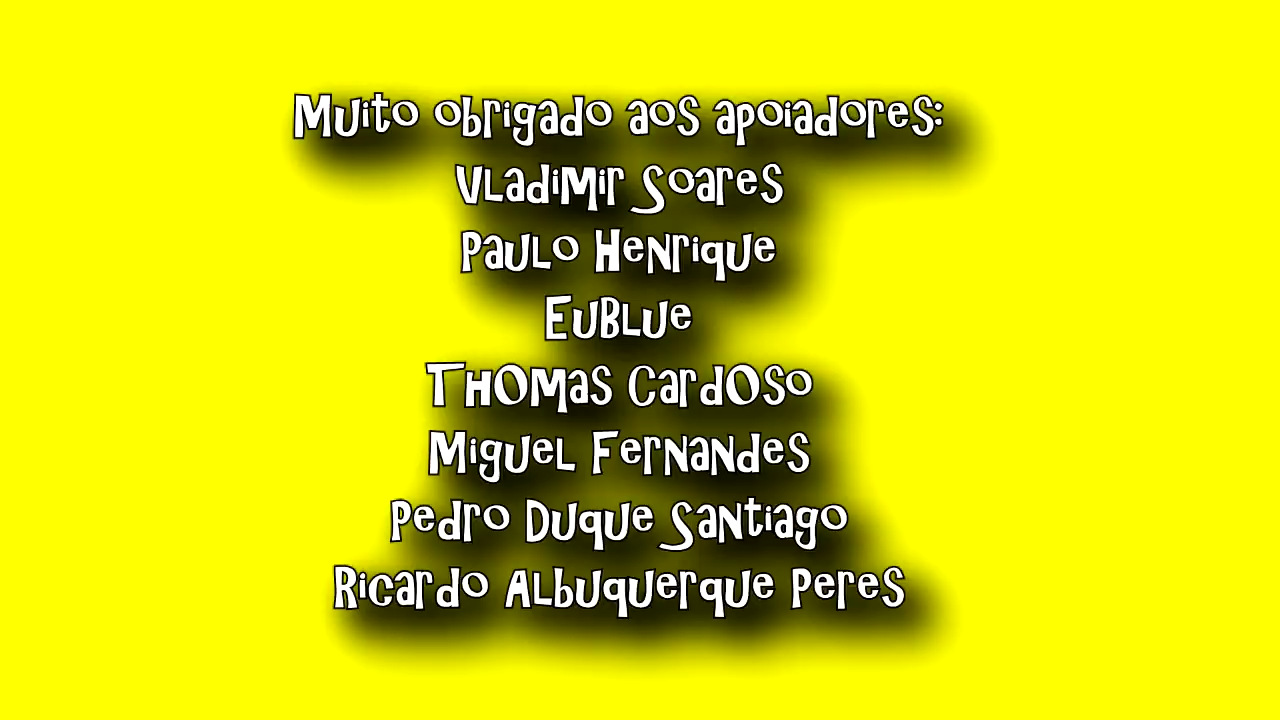 Muito obrigado aos apoiadores:
Vladimir Soares
Paulo Henrique
EuBlue
Thomas Cardoso
Miguel Fernandes
Pedro Duque Santiago
Ricardo Albuquerque Peres